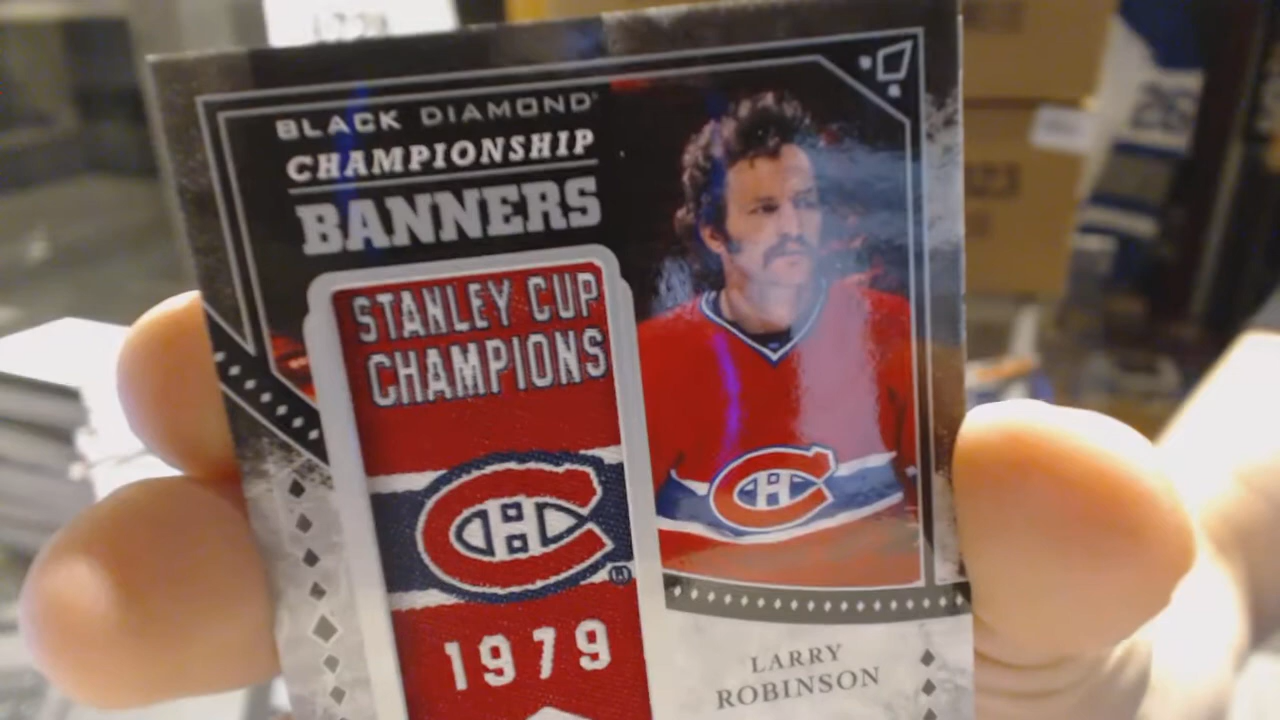 BLACK DIAMOND
CHAMPIONSHIP
BANNERS
STANLEY CUP
CHAMPIONS
1979
LARRY
ROBINSON